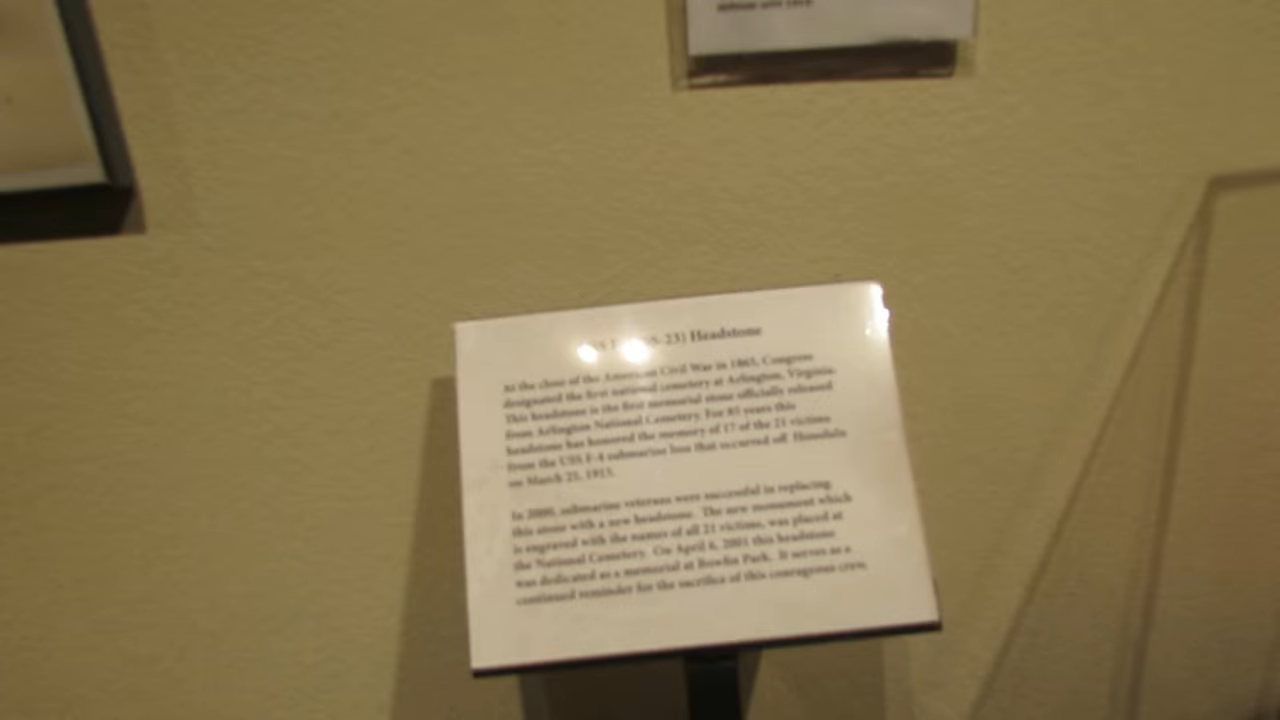 S-23) Headstone
At the close of the American Civil War in 1865, Congress
designated the first national cemetery at Arlington, Virginia.
This headstone is the first memorial stone officially released
from Arlington National Cemetery. For 85 years this
headstone has honored the memory of 17 of the 21 victims
from the USS F-4 submarine loss that occurred off Honolulu
on March 25, 1915.
In 2000, submarine veterans were successful in replacing
this stone with a new headstone. The new monument which
is engraved with the names of all 21 victims, was placed at
the National Cemetery. On April 6, 2001 this headstone
was dedicated as a memorial at Bowfin Park. It serves as a
continued reminder for the sacrifice of this courageous crew.